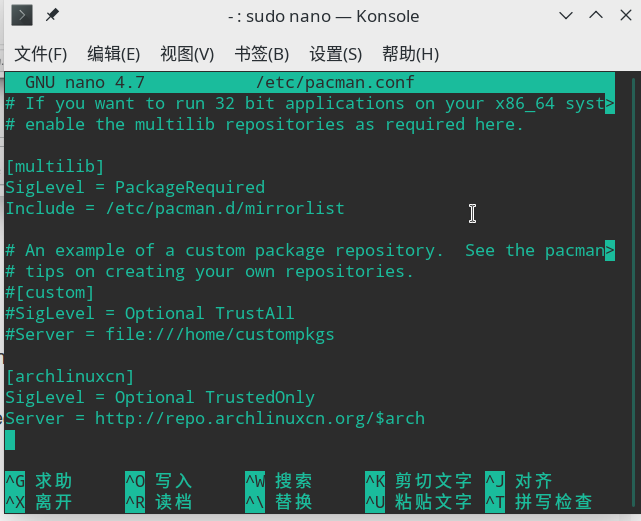 - : sudo nano — Konsole
文件(F) 编辑(E) 视图(V) 书签(B) 设置(S) 帮助(H)
GNU nano 4.7 /etc/pacman.conf
# If you want to run 32 bit applications on your x86_64 syst>
# enable the multilib repositories as required here.
[multilib]
SigLevel = PackageRequired
Include = /etc/pacman.d/mirrorlist
# An example of a custom package repository.  See the pacman>
# tips on creating your own repositories.
#[custom]
#SigLevel = Optional TrustAll
#Server = file:///home/custompkgs
[archlinuxcn]
SigLevel = Optional TrustedOnly
Server = http://repo.archlinuxcn.org/$arch
^G 求助 ^O 写入 ^W 搜索 ^K 剪切文字 ^J 对齐
^X 离开 ^R 读档 ^\ 替换 ^U 粘贴文字 ^T 拼写检查